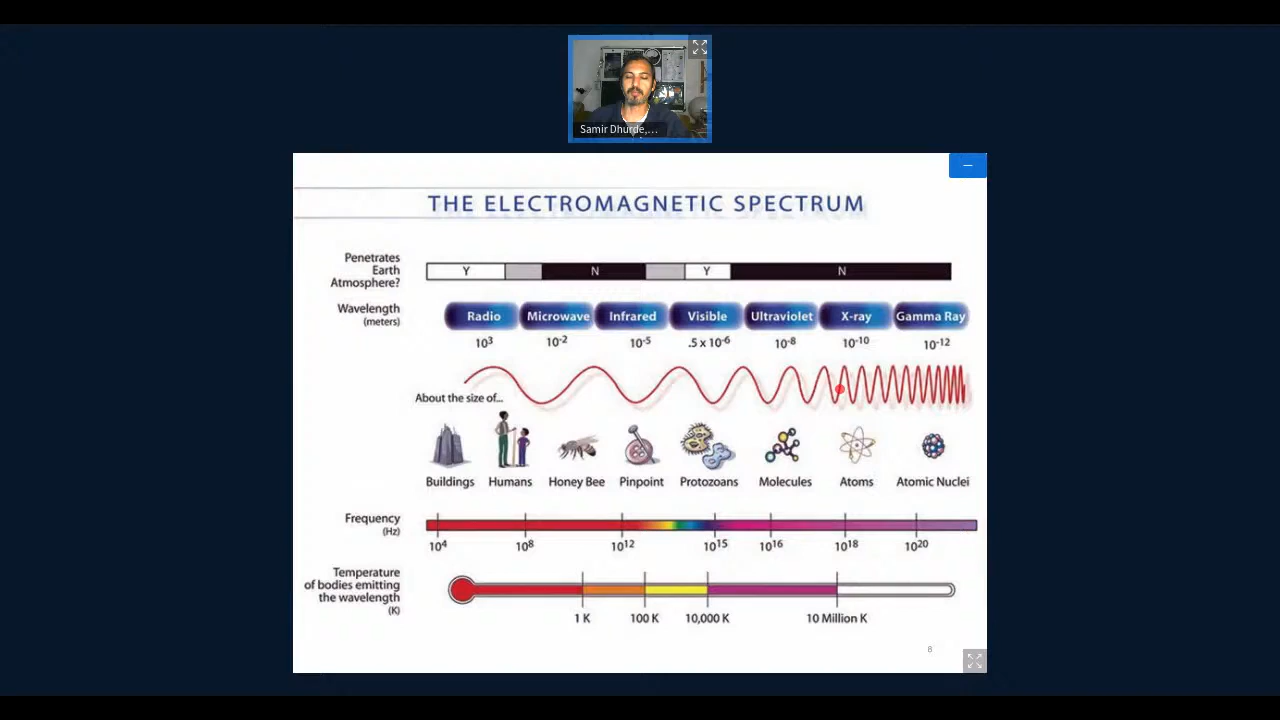 Samir Dhurde,...
THE ELECTROMAGNETIC SPECTRUM
Penetrates
Earth
Atmosphere?
Y N Y N
Wavelength
(meters)
Radio Microwave Infrared Visible Ultraviolet X-ray Gamma Ray
10³ 10⁻² 10⁻⁵ .5 x 10⁻⁶ 10⁻⁸ 10⁻¹⁰ 10⁻¹²
About the size of...
Buildings Humans Honey Bee Pinpoint Protozoans Molecules Atoms Atomic Nuclei
Frequency
(Hz)
10⁴ 10⁸ 10¹² 10¹⁵ 10¹⁶ 10¹⁸ 10²⁰
Temperature
of bodies emitting
the wavelength
(K)
1 K 100 K 10,000 K 10 Million K
8